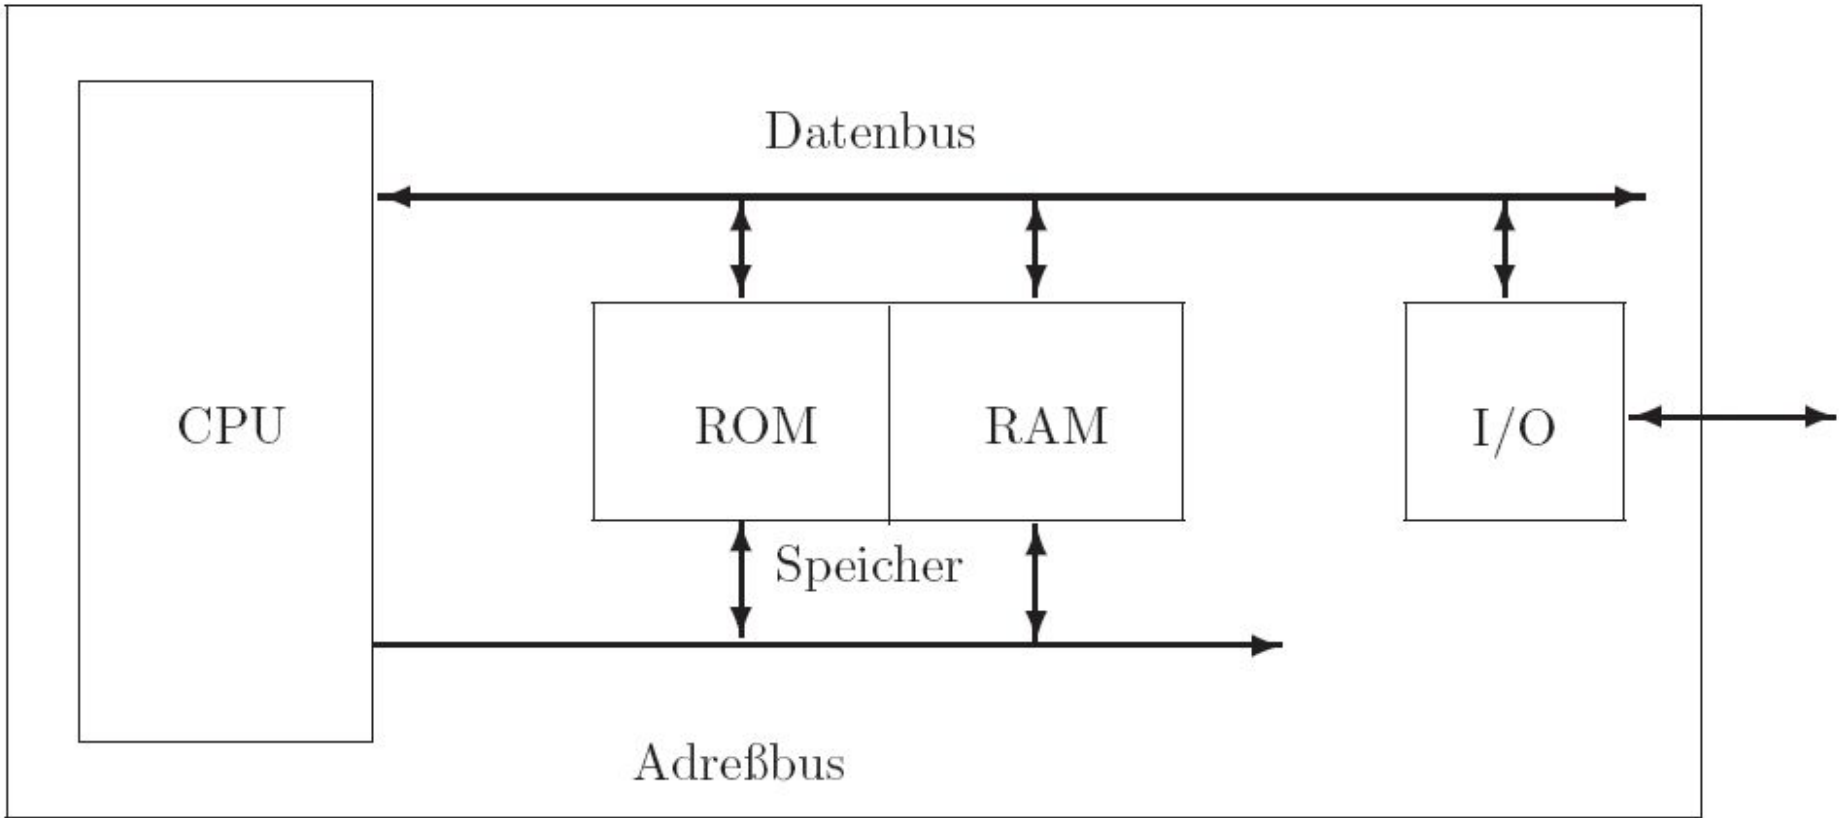 Datenbus
CPU
ROM
RAM
I/O
Speicher
Adreßbus